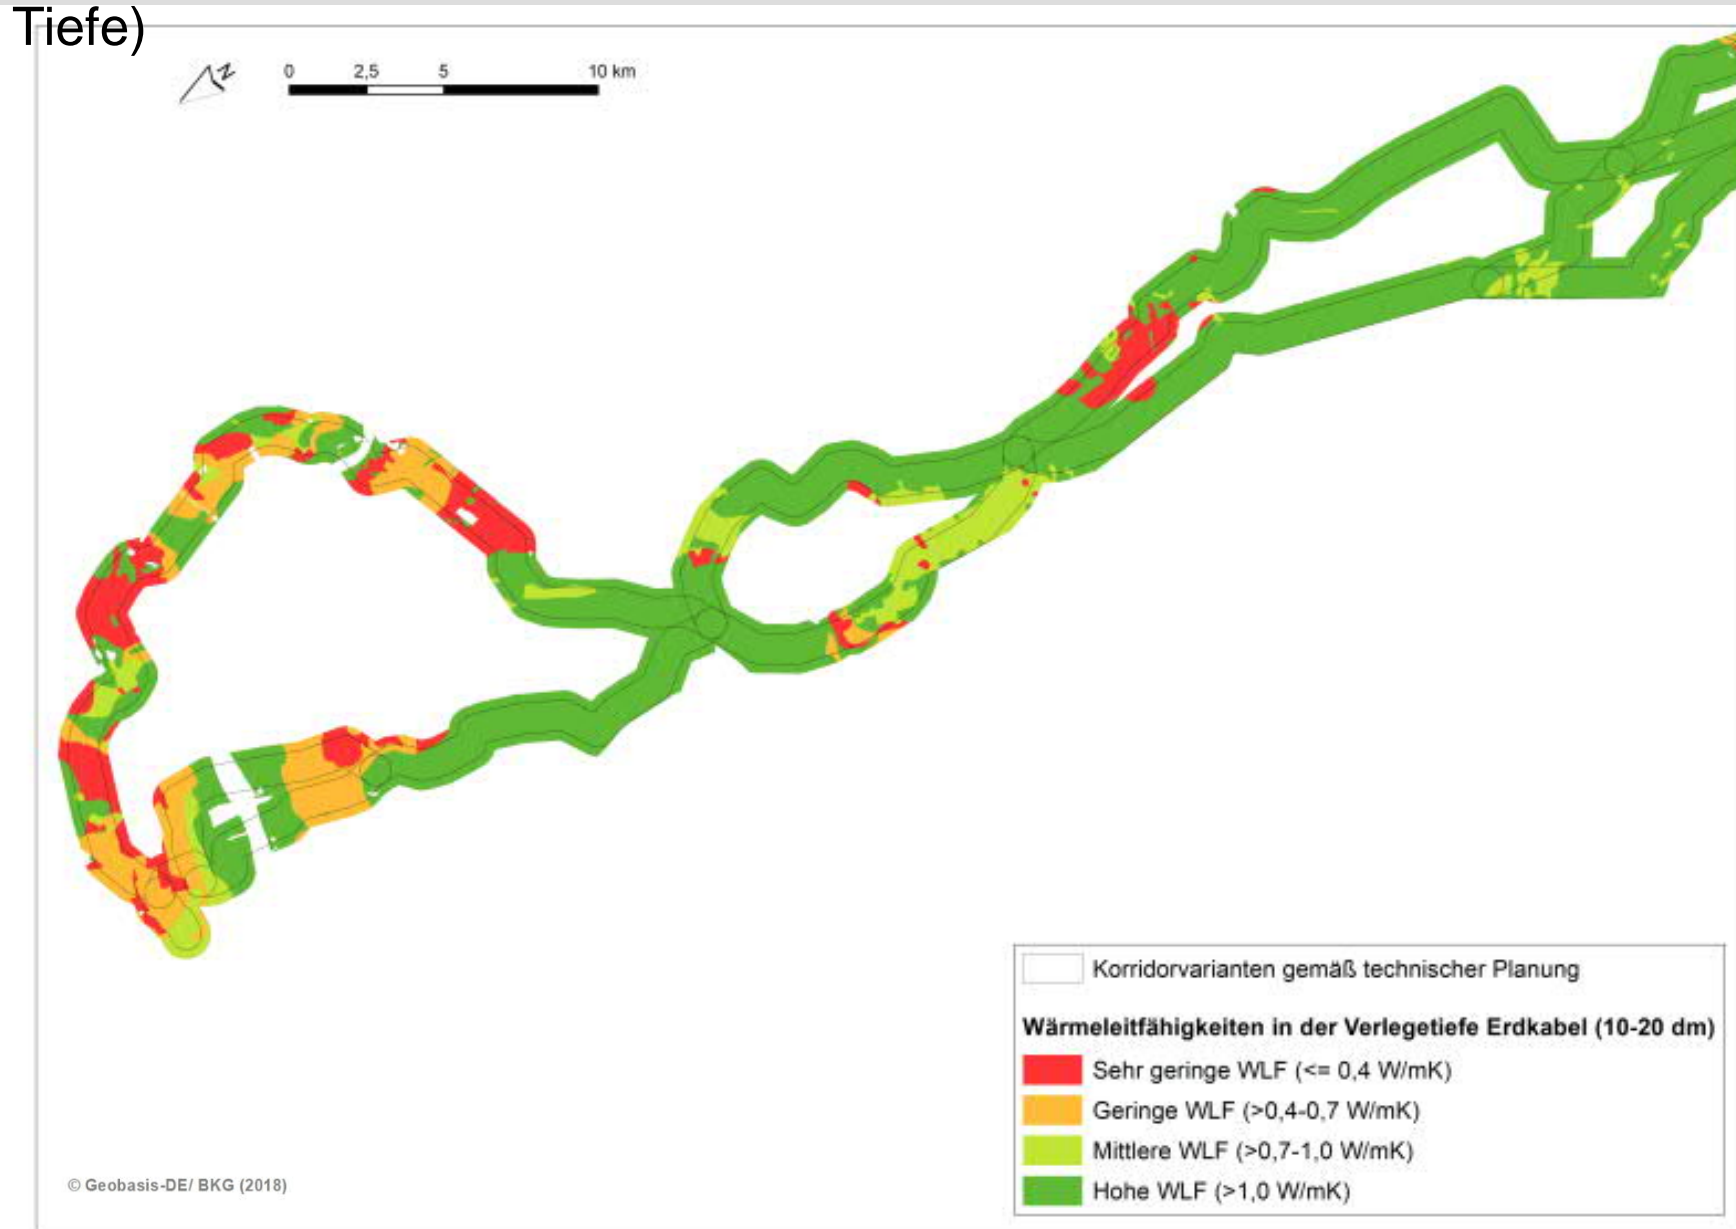 Tiefe)
N
0 2,5 5 10 km
Korridorvarianten gemäß technischer Planung
Wärmeleitfähigkeiten in der Verlegetiefe Erdkabel (10-20 dm)
Sehr geringe WLF (<= 0,4 W/mK)
Geringe WLF (>0,4-0,7 W/mK)
Mittlere WLF (>0,7-1,0 W/mK)
Hohe WLF (>1,0 W/mK)
© Geobasis-DE/ BKG (2018)